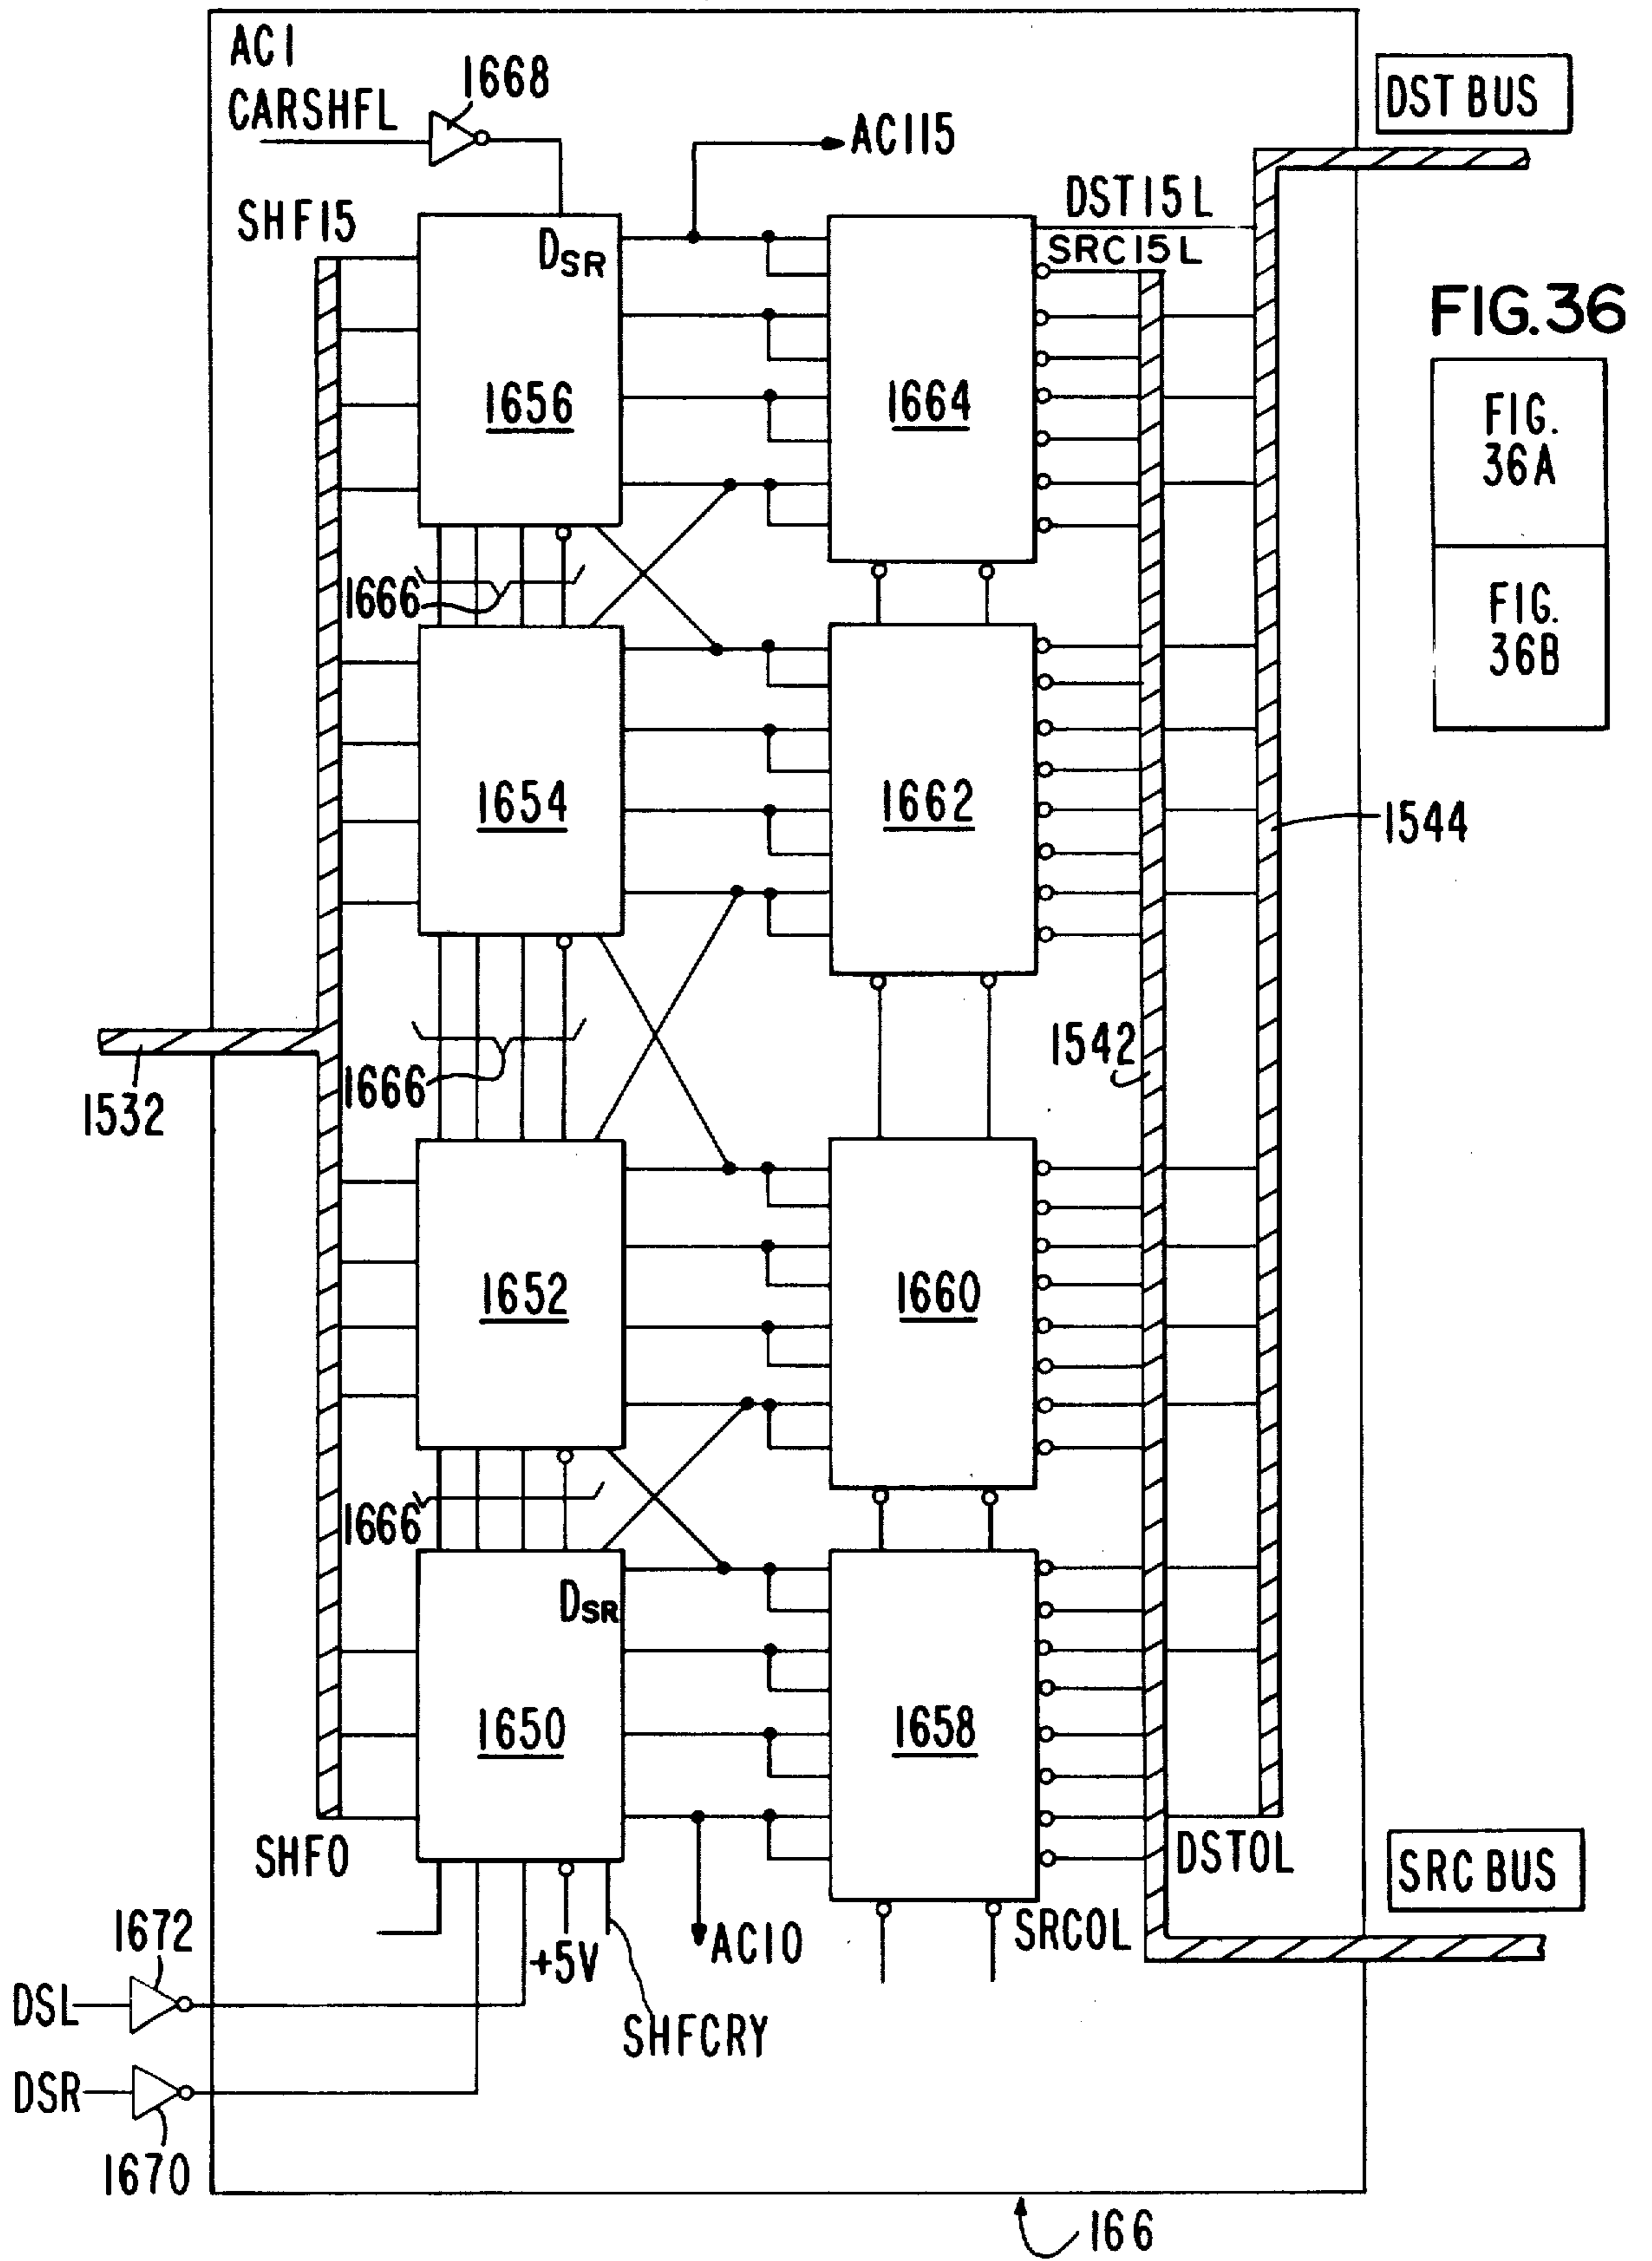 AC1
CARSHFL
1668
AC115
DST BUS
SHF15
DSR
DST15L
SRC15L
FIG.36
FIG.
36A
FIG.
36B
1656
1664
1666
1654
1662
1544
1666
1542
1532
1652
1660
1666
DSR
1650
1658
SHF0
DST0L
SRC BUS
1672
+5V
AC10
SRC0L
DSL
SHFCRY
DSR
1670
166